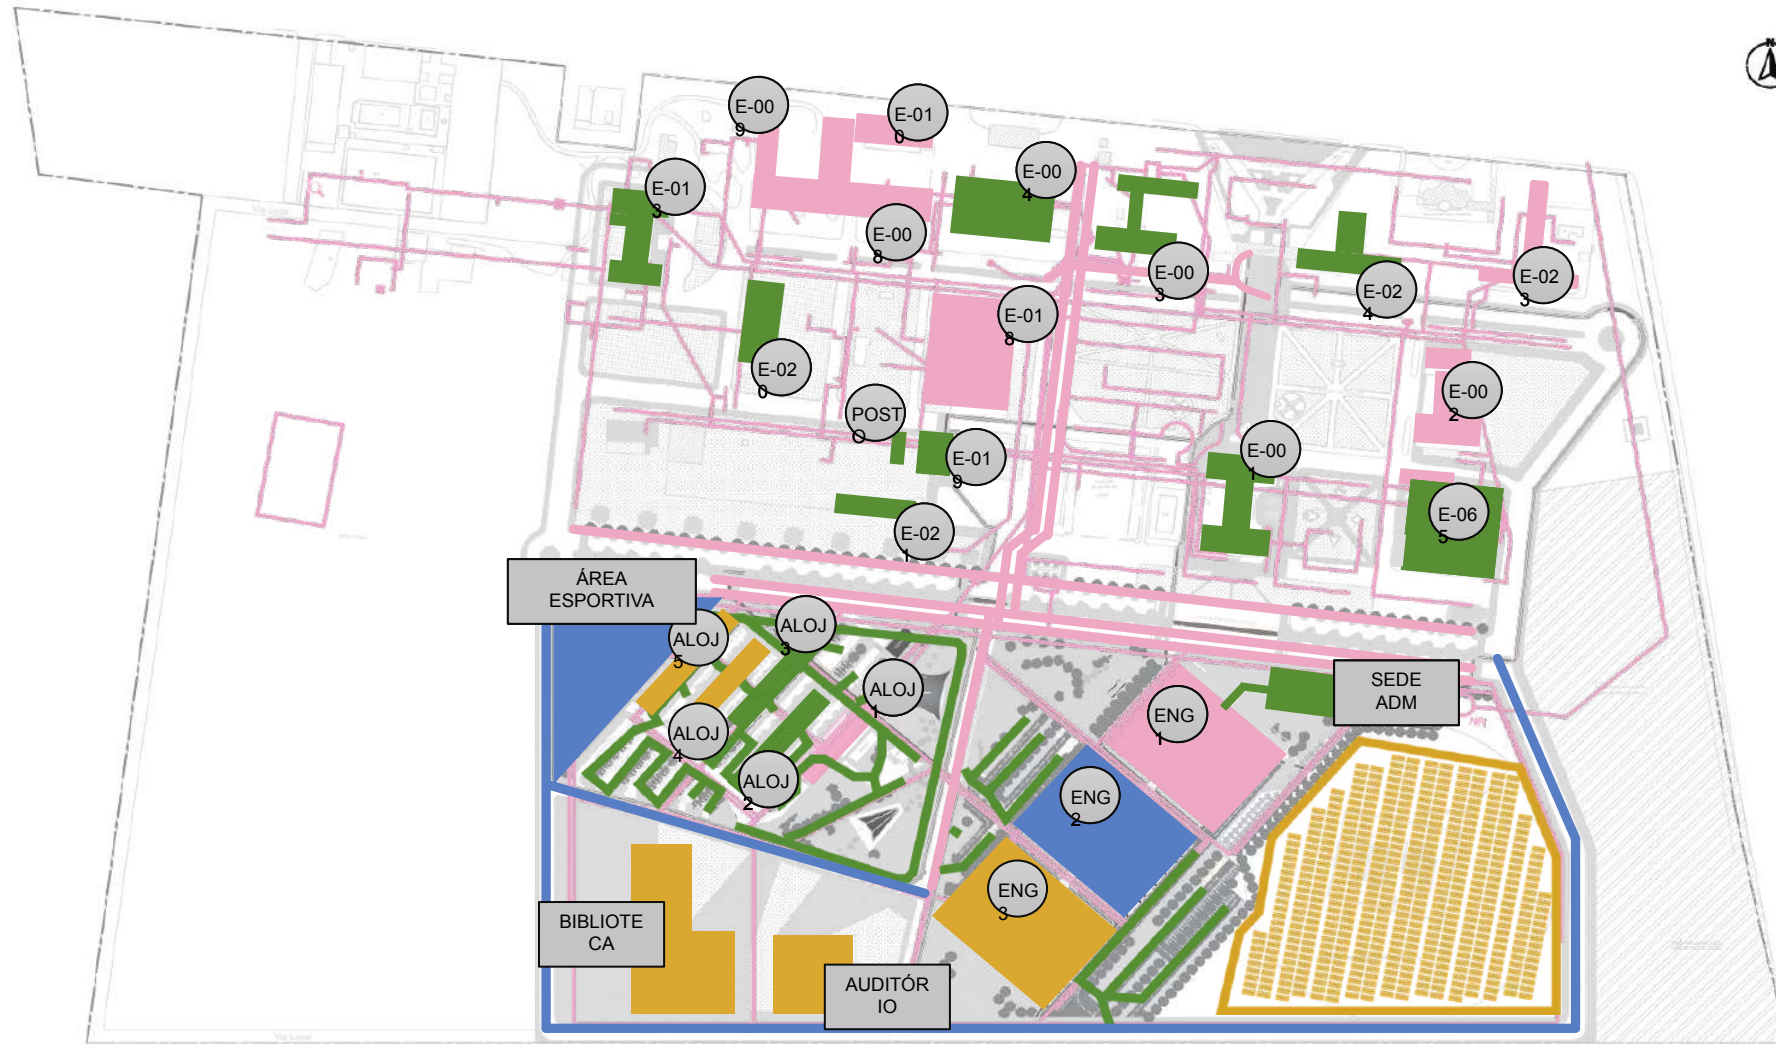 N
E-00
9
E-01
0
E-00
4
E-01
3
E-00
8
E-00
3
E-02
4
E-02
3
E-01
8
E-02
0
E-00
2
POST
O
E-00
1
E-01
9
E-06
5
E-02
1
ÁREA
ESPORTIVA
ALOJ
5
ALOJ
3
ALOJ
1
SEDE
ADM
ENG
1
ALOJ
4
ALOJ
2
ENG
2
ENG
3
BIBLIOTE
CA
AUDITÓR
IO
Via Local